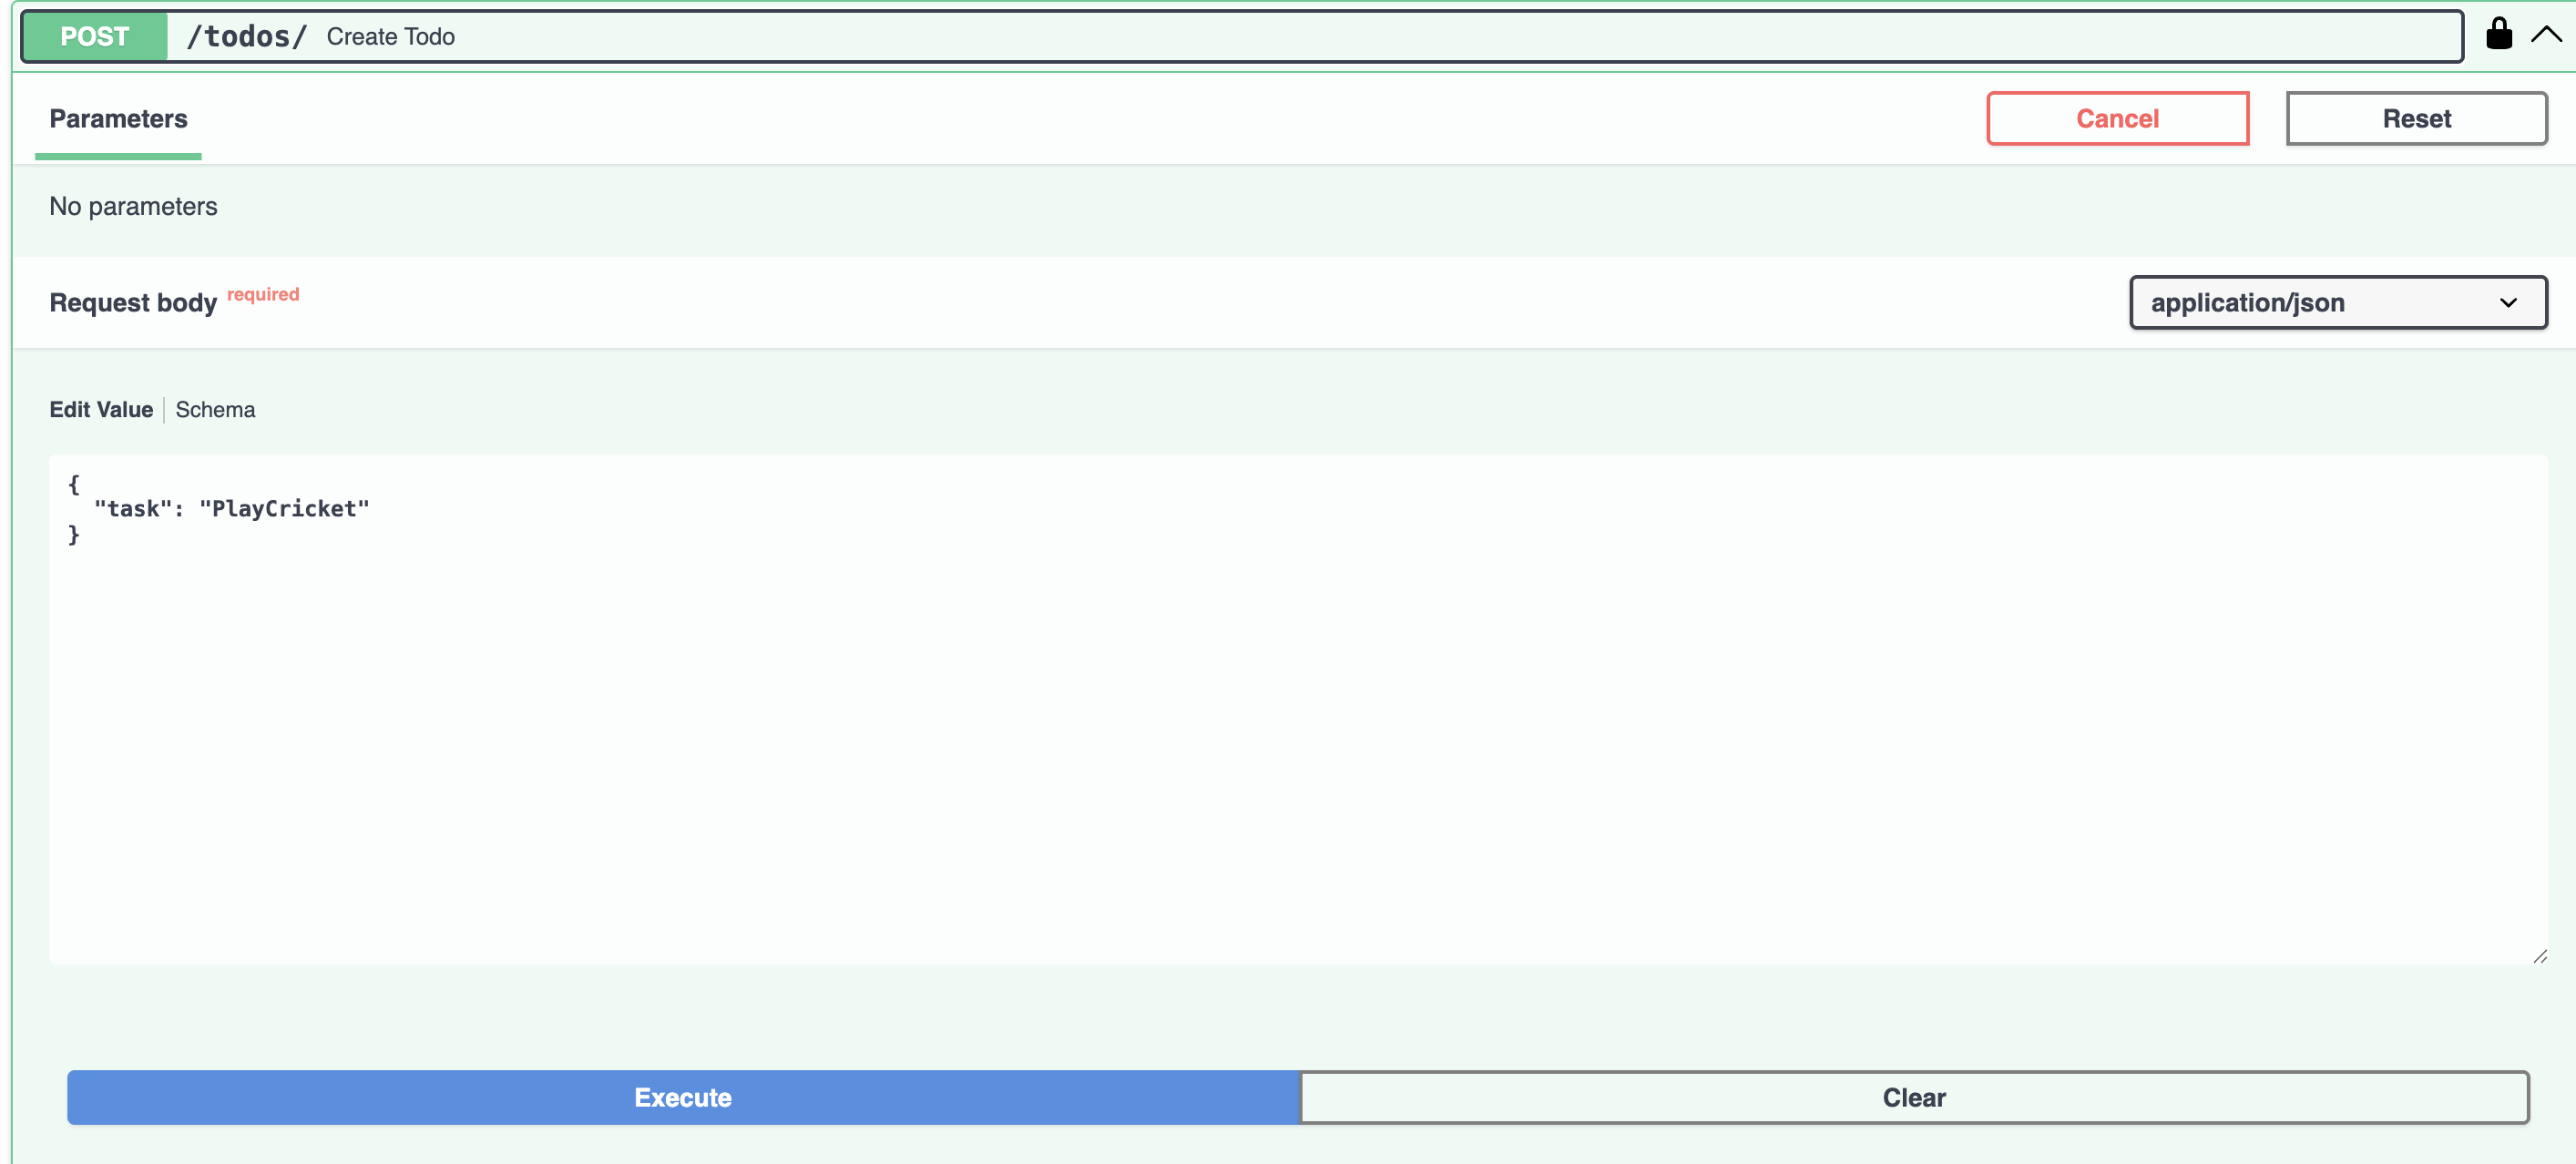 POST /todos/ Create Todo
Parameters
Cancel
Reset
No parameters
Request body required
application/json
Edit Value | Schema
{
  "task": "PlayCricket"
}
Execute
Clear